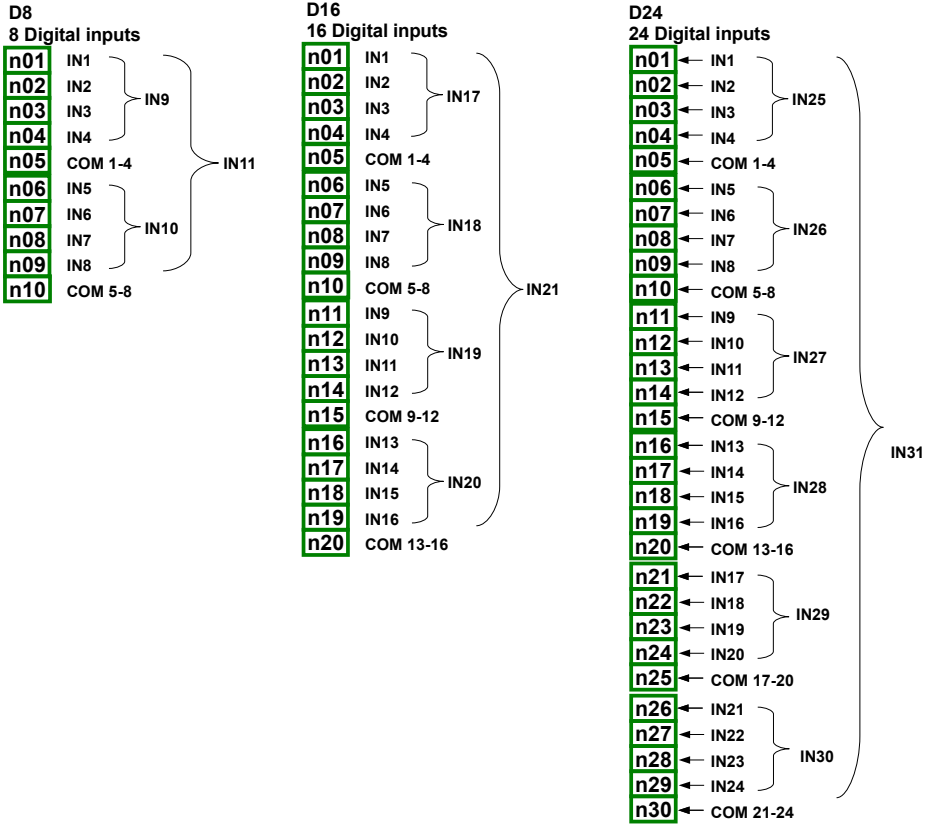 D8
8 Digital inputs
n01 IN1
n02 IN2
IN9
n03 IN3
n04 IN4
n05 COM 1-4
IN11
n06 IN5
n07 IN6
IN10
n08 IN7
n09 IN8
n10 COM 5-8
D16
16 Digital inputs
n01 IN1
n02 IN2
IN17
n03 IN3
n04 IN4
n05 COM 1-4
n06 IN5
n07 IN6
IN18
n08 IN7
n09 IN8
n10 COM 5-8
IN21
n11 IN9
n12 IN10
IN19
n13 IN11
n14 IN12
n15 COM 9-12
n16 IN13
n17 IN14
IN20
n18 IN15
n19 IN16
n20 COM 13-16
D24
24 Digital inputs
n01 IN1
n02 IN2
IN25
n03 IN3
n04 IN4
n05 COM 1-4
n06 IN5
n07 IN6
IN26
n08 IN7
n09 IN8
n10 COM 5-8
n11 IN9
n12 IN10
IN27
n13 IN11
n14 IN12
n15 COM 9-12
n16 IN13
IN31
n17 IN14
IN28
n18 IN15
n19 IN16
n20 COM 13-16
n21 IN17
n22 IN18
IN29
n23 IN19
n24 IN20
n25 COM 17-20
n26 IN21
n27 IN22
IN30
n28 IN23
n29 IN24
n30 COM 21-24